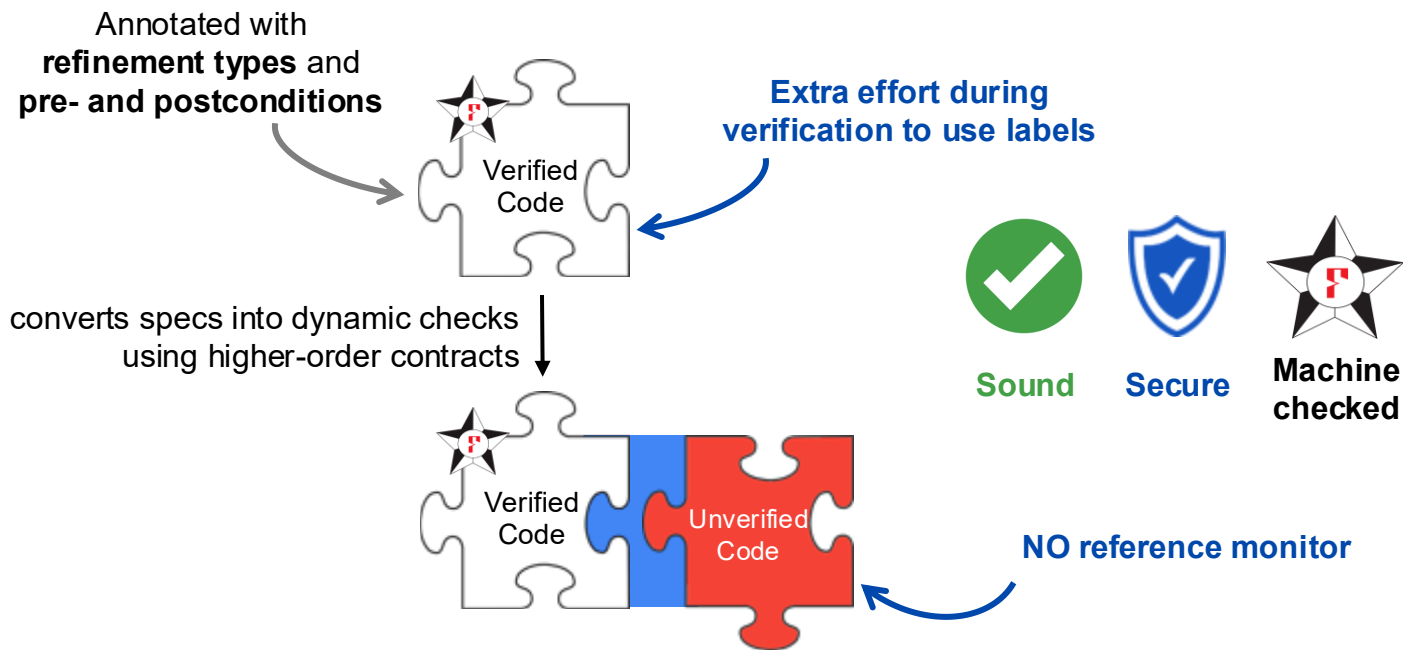 Annotated with
refinement types and
pre- and postconditions
F
Verified
Code
Extra effort during
verification to use labels
converts specs into dynamic checks
using higher-order contracts
F
Sound
Secure
Machine
checked
F
Verified
Code
Unverified
Code
NO reference monitor